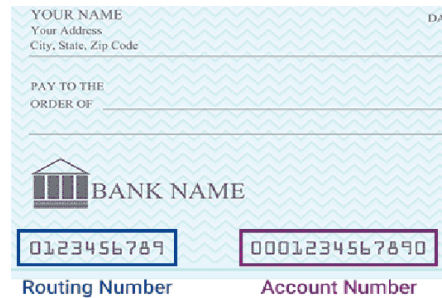 YOUR NAME
DA
Your Address
City, State, Zip Code
PAY TO THE
ORDER OF
BANK NAME
0123456789 0001234567890
Routing Number Account Number